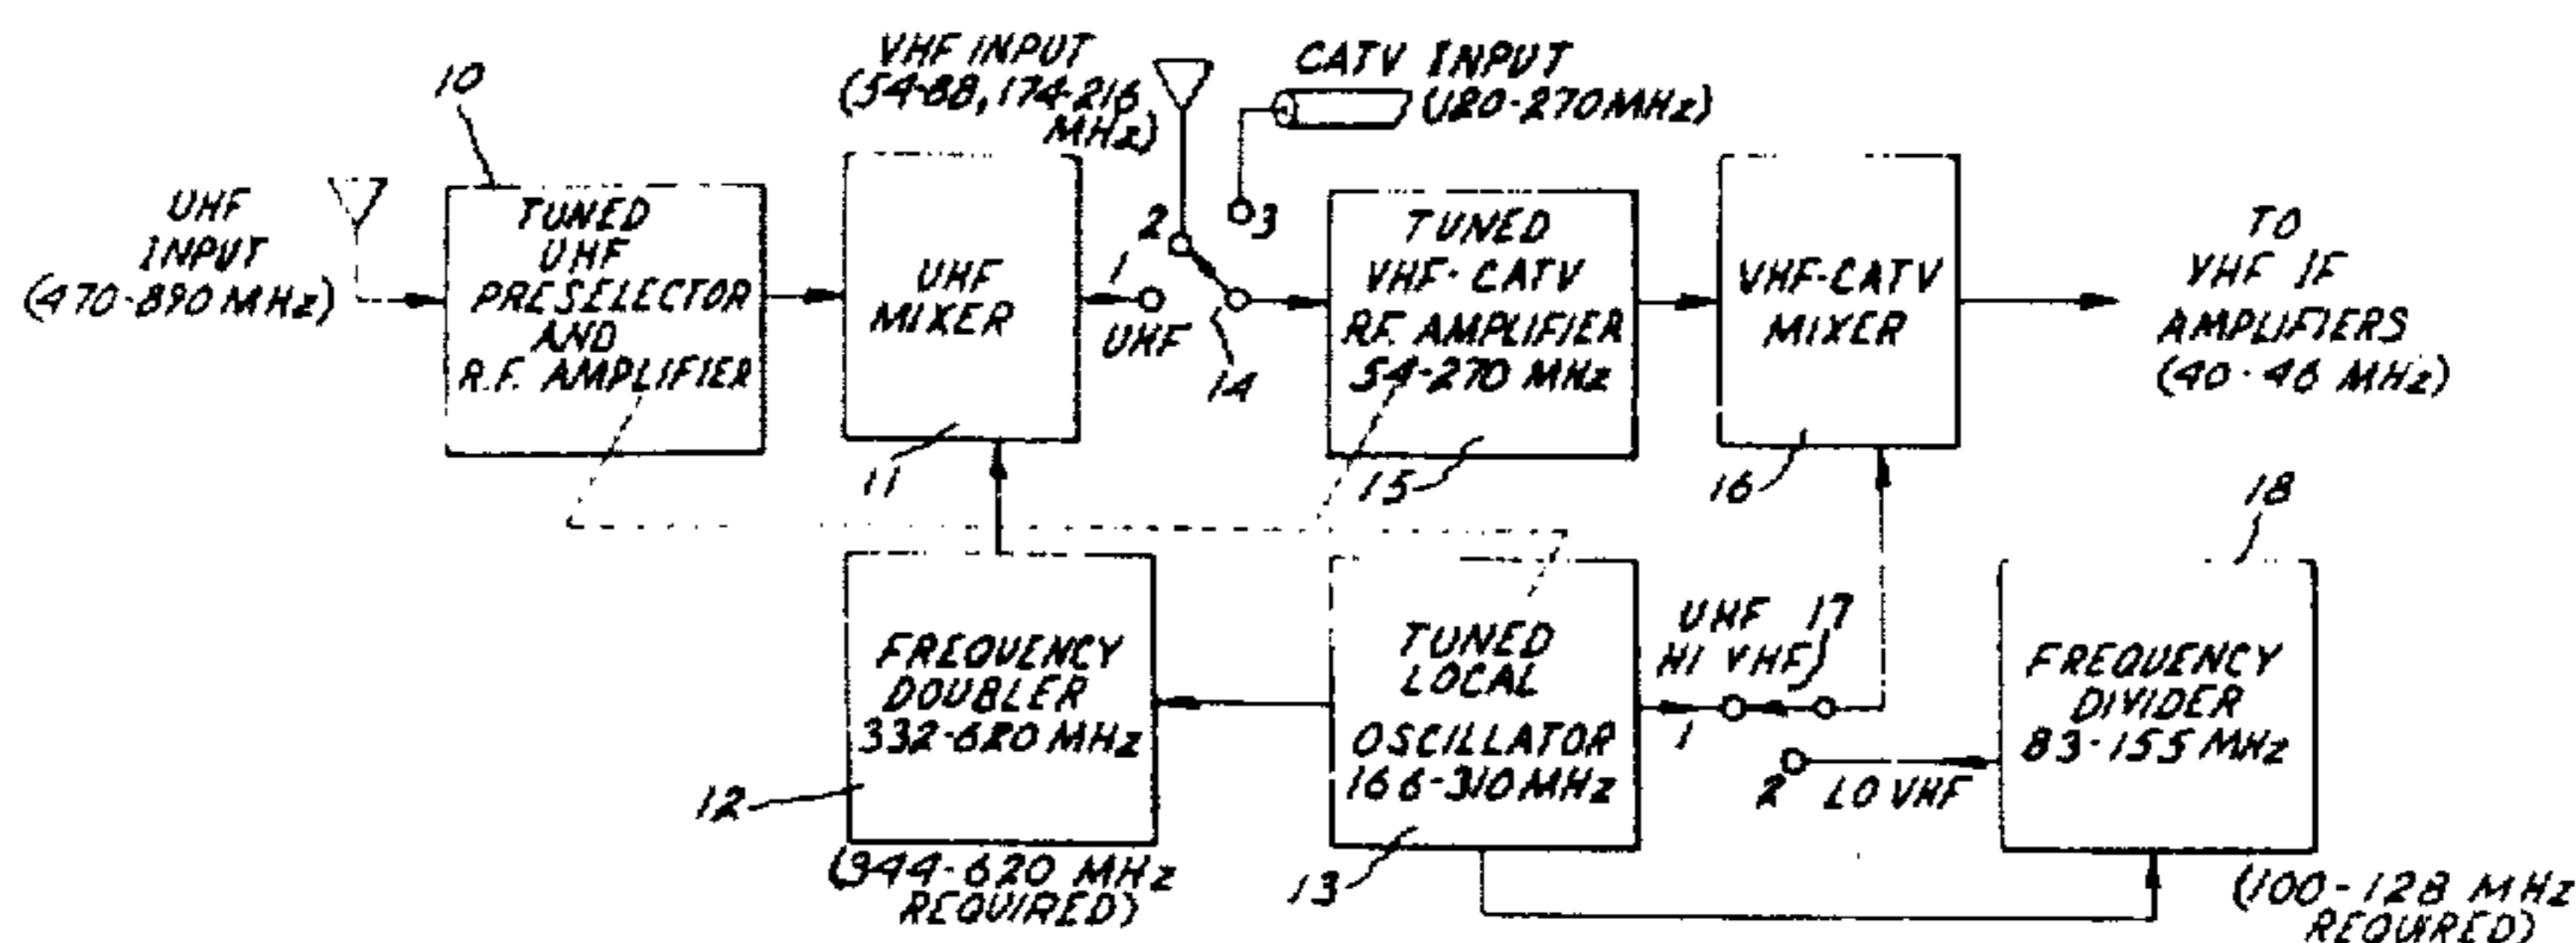 10
UHF
INPUT
(470-890 MHz)
TUNED
UHF
PRESELECTOR
AND
R.F. AMPLIFIER
VHF INPUT
(54-88, 174-216
MHz)
CATV INPUT
(120-270 MHz)
UHF
MIXER
11
1
UHF
2
3
14
TUNED
VHF-CATV
R.F. AMPLIFIER
54-270 MHz
15
VHF-CATV
MIXER
16
TO
VHF IF
AMPLIFIERS
(40-46 MHz)
FREQUENCY
DOUBLER
332-620 MHz
12
(344-620 MHz
REQUIRED)
TUNED
LOCAL
OSCILLATOR
166-310 MHz
13
UHF
HI VHF
17
1
2
LO VHF
18
FREQUENCY
DIVIDER
83-155 MHz
(100-128 MHz
REQUIRED)